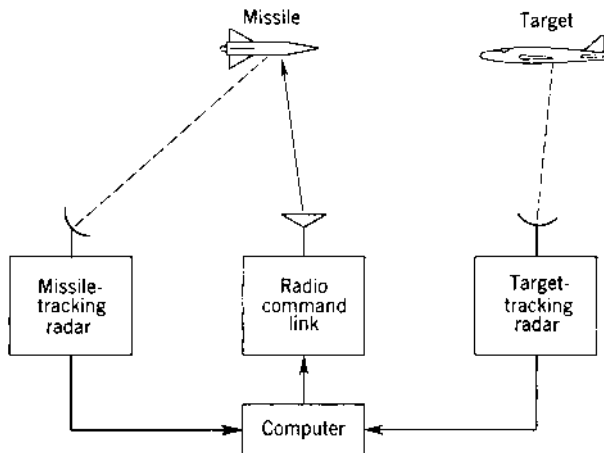 Missile
Target
Missile-
tracking
radar
Radio
command
link
Target-
tracking
radar
Computer